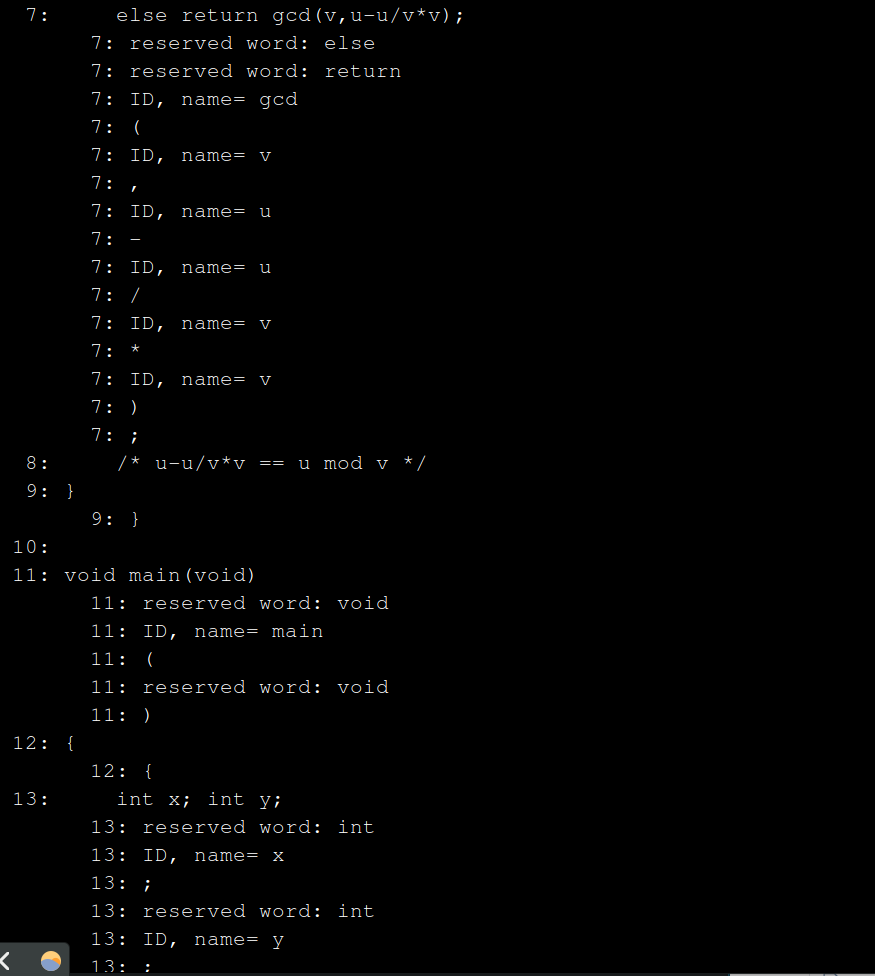 7:     else return gcd(v,u-u/v*v);
7: reserved word: else
7: reserved word: return
7: ID, name= gcd
7: (
7: ID, name= v
7: ,
7: ID, name= u
7: -
7: ID, name= u
7: /
7: ID, name= v
7: *
7: ID, name= v
7: )
7: ;
8:     /* u-u/v*v == u mod v */
9: }
9: }
10:
11: void main(void)
11: reserved word: void
11: ID, name= main
11: (
11: reserved word: void
11: )
12: {
12: {
13:     int x; int y;
13: reserved word: int
13: ID, name= x
13: ;
13: reserved word: int
13: ID, name= y
13: ;